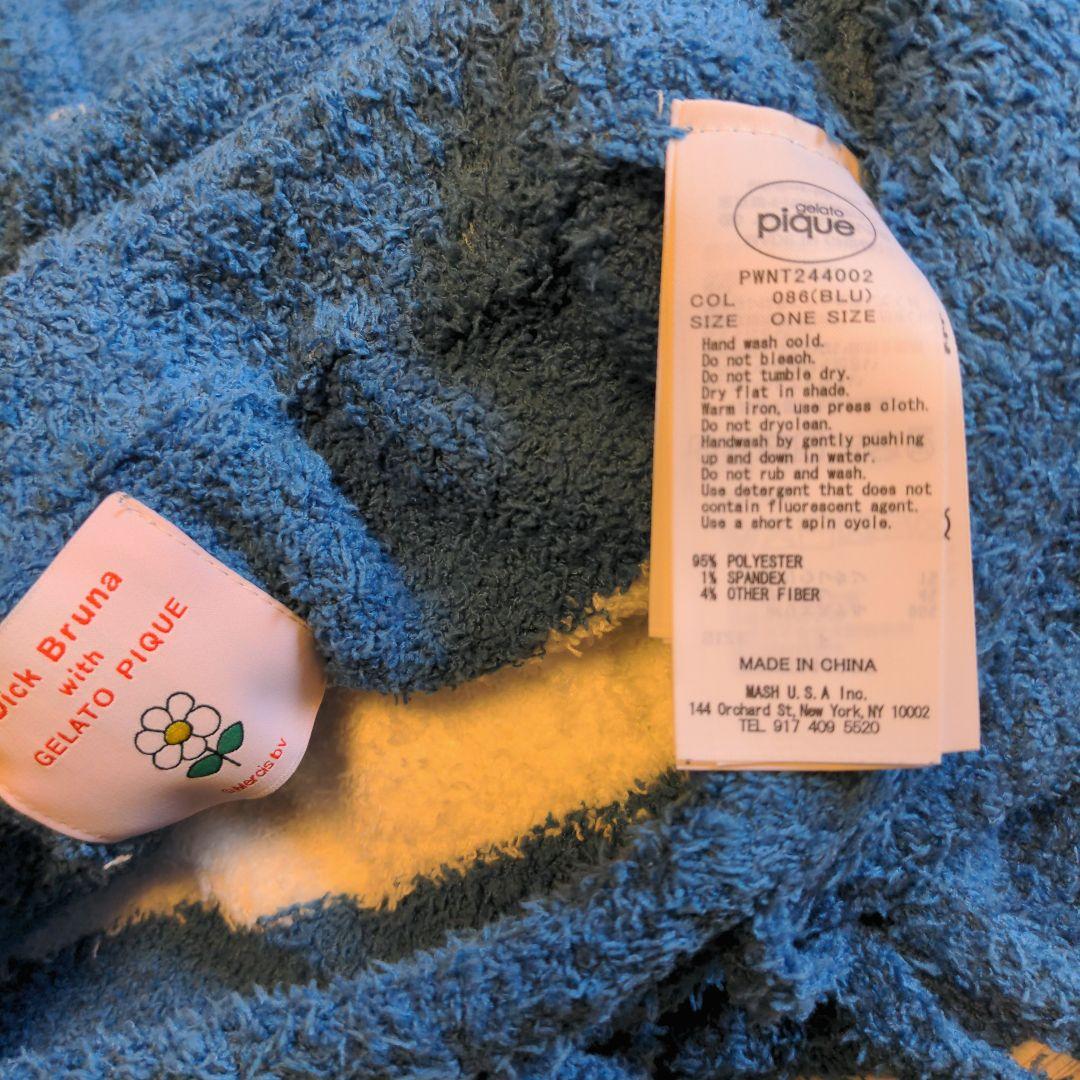 gelato
pique
PWNT244002
COL 086(BLU)
SIZE ONE SIZE
Hand wash cold.
Do not bleach.
Do not tumble dry.
Dry flat in shade.
Warm iron, use press cloth.
Do not dryclean.
Handwash by gently pushing
up and down in water.
Do not rub and wash.
Use detergent that does not
contain fluorescent agent.
Use a short spin cycle.
95% POLYESTER
1% SPANDEX
4% OTHER FIBER
MADE IN CHINA
MASH U.S.A Inc.
144 Orchard St, New York, NY 10002
TEL 917 409 5520
Dick Bruna
with
GELATO PIQUE
©Mercis bv